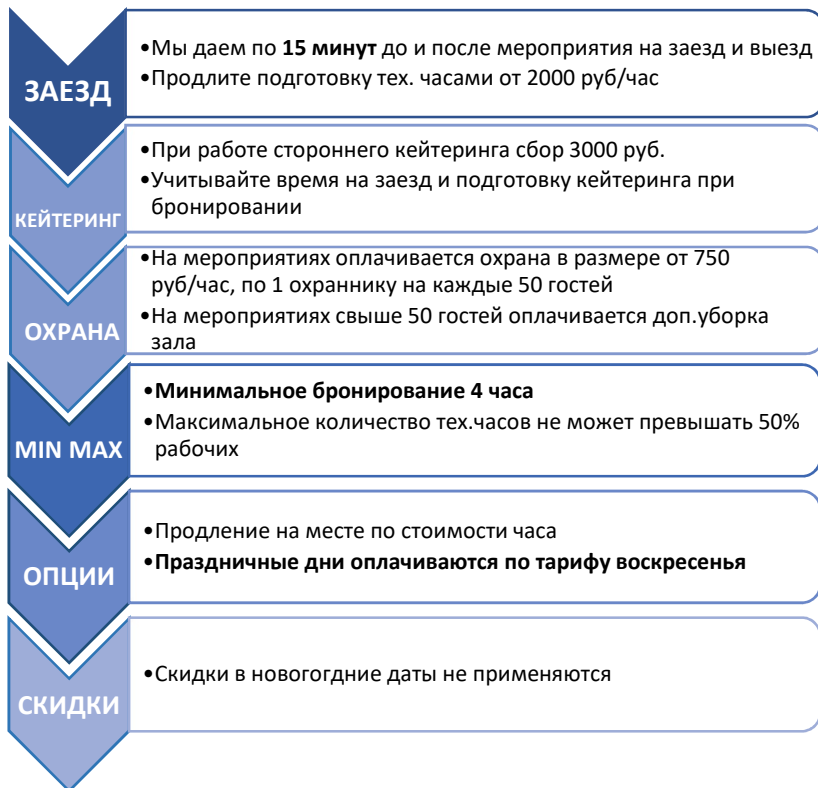 ЗАЕЗД
•Мы даем по 15 минут до и после мероприятия на заезд и выезд
•Продлите подготовку тех. часами от 2000 руб/час
КЕЙТЕРИНГ
•При работе стороннего кейтеринга сбор 3000 руб.
•Учитывайте время на заезд и подготовку кейтеринга при
бронировании
ОХРАНА
•На мероприятиях оплачивается охрана в размере от 750
руб/час, по 1 охраннику на каждые 50 гостей
•На мероприятиях свыше 50 гостей оплачивается доп.уборка
зала
MIN MAX
•Минимальное бронирование 4 часа
•Максимальное количество тех.часов не может превышать 50%
рабочих
ОПЦИИ
•Продление на месте по стоимости часа
•Праздничные дни оплачиваются по тарифу воскресенья
СКИДКИ
•Скидки в новогогдние даты не применяются